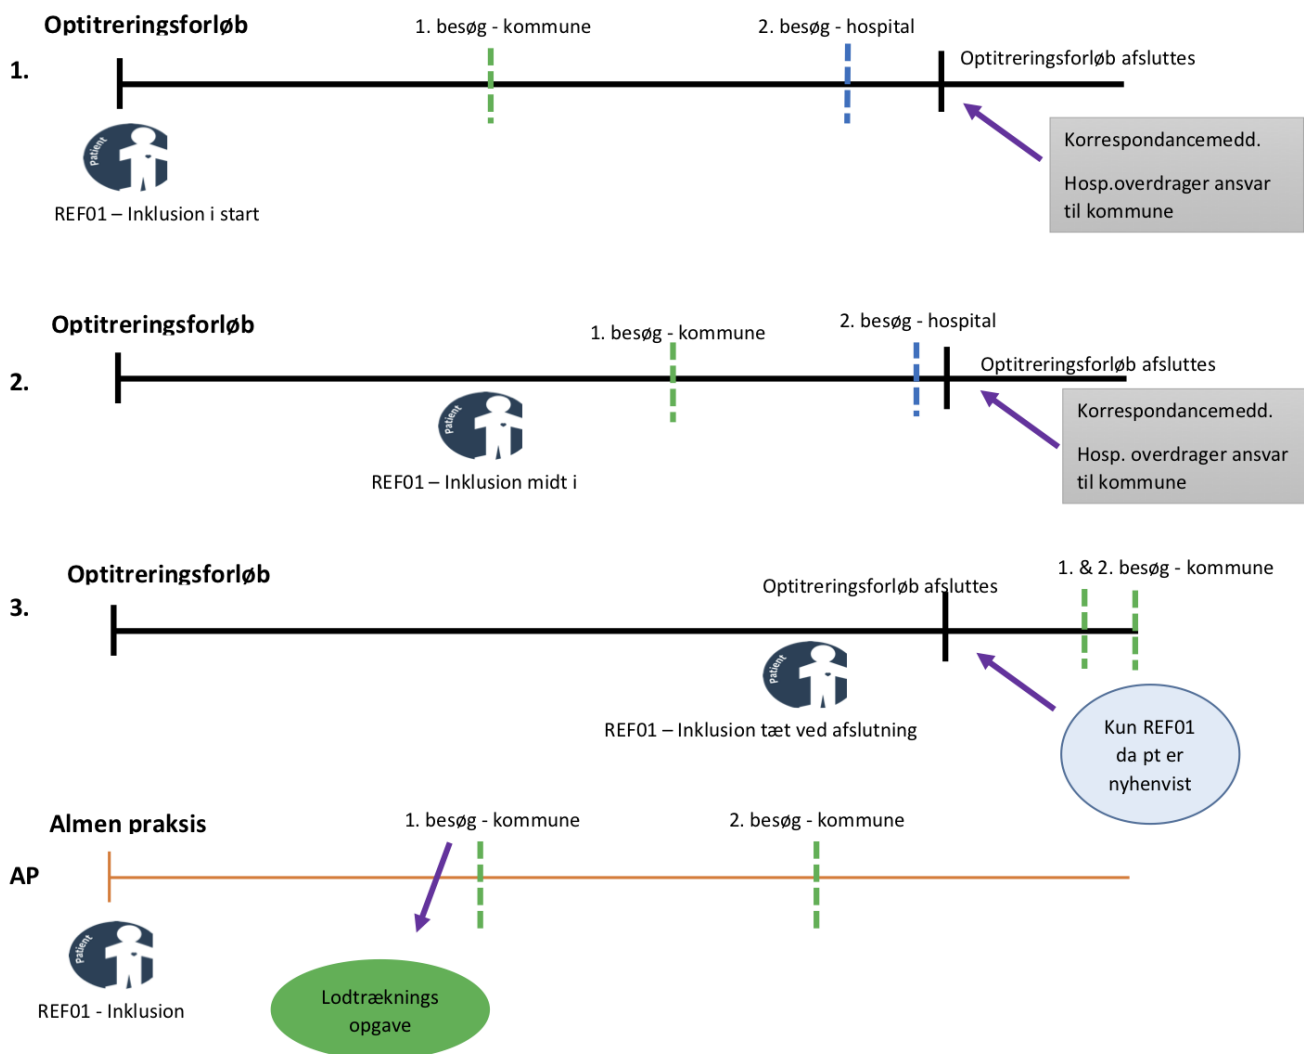 Optitreringsforløb
1. besøg - kommune
2. besøg - hospital
1.
Optitreringsforløb afsluttes
Patient
REF01 – Inklusion i start
Korrespondancemedd.
Hosp.overdrager ansvar
til kommune
Optitreringsforløb
1. besøg - kommune
2. besøg - hospital
2.
Optitreringsforløb afsluttes
Patient
REF01 – Inklusion midt i
Korrespondancemedd.
Hosp. overdrager ansvar
til kommune
Optitreringsforløb
Optitreringsforløb afsluttes
1. & 2. besøg - kommune
3.
Patient
REF01 – Inklusion tæt ved afslutning
Kun REF01
da pt er
nyhenvist
Almen praksis
1. besøg - kommune
2. besøg - kommune
AP
Patient
REF01 - Inklusion
Lodtræknings
opgave